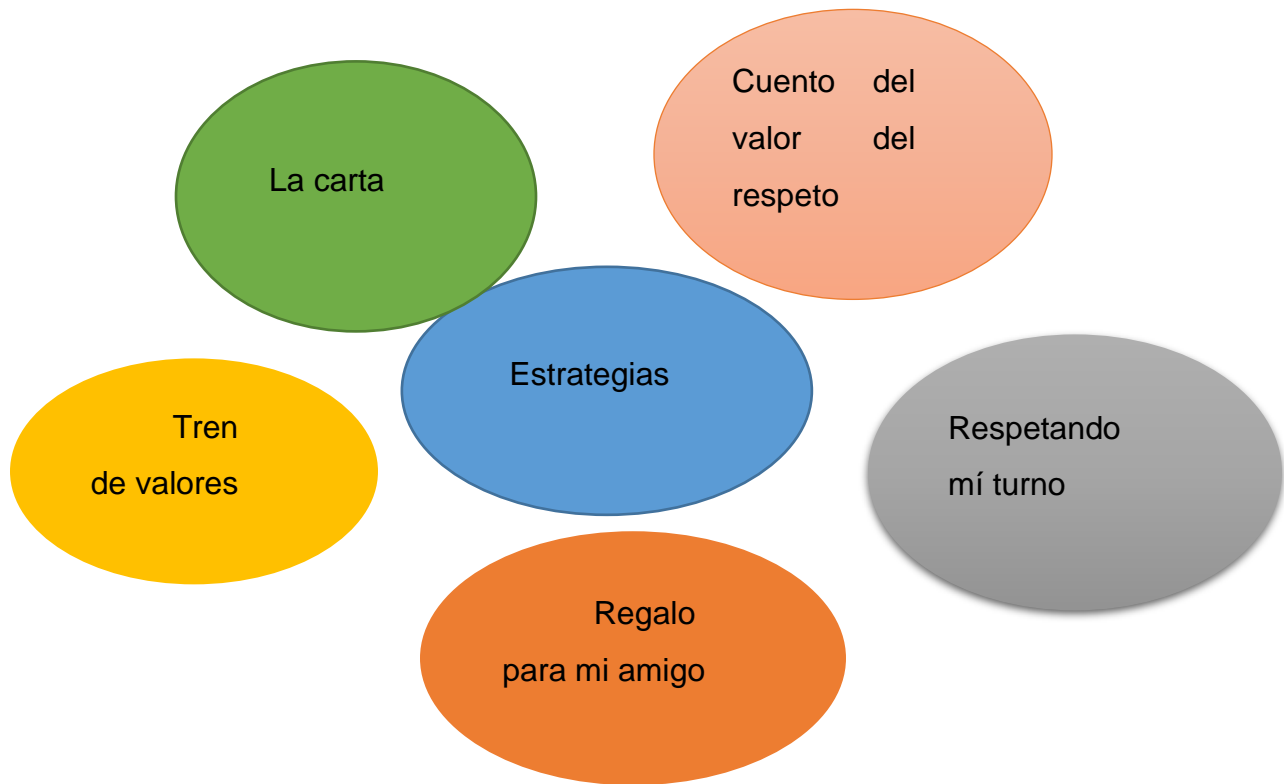 La carta
Cuento del
valor del
respeto
Estrategias
Tren
de valores
Respetando
mí turno
Regalo
para mi amigo